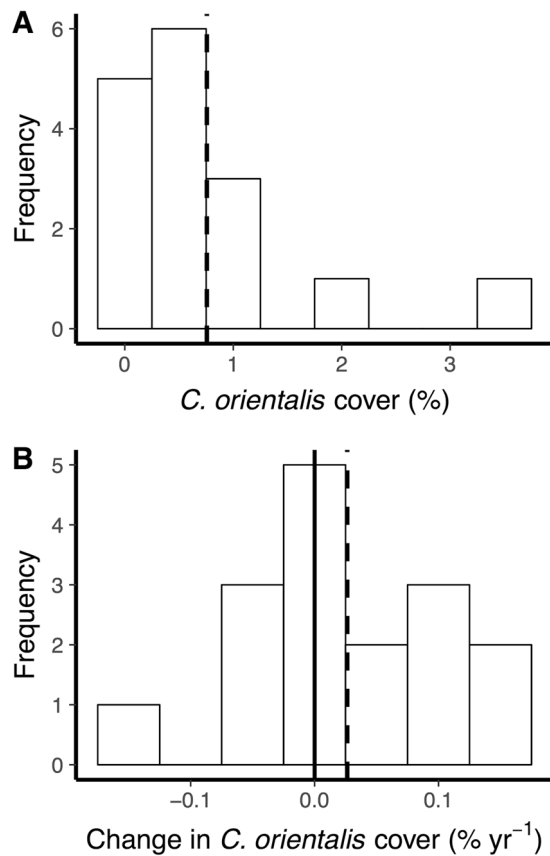 A
6
4
2
0
Frequency
0 1 2 3
C. orientalis cover (%)
B
5
4
3
2
1
0
Frequency
−0.1 0.0 0.1
Change in C. orientalis cover (% yr⁻¹)